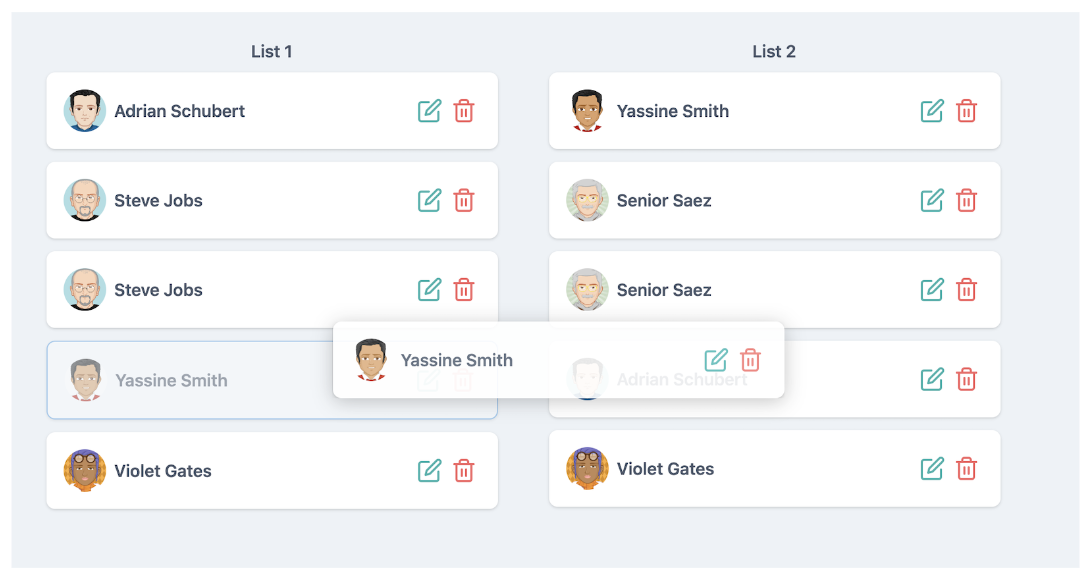 List 1
Adrian Schubert
Steve Jobs
Steve Jobs
Yassine Smith
Violet Gates
Yassine Smith
List 2
Yassine Smith
Senior Saez
Senior Saez
Adrian Schubert
Violet Gates